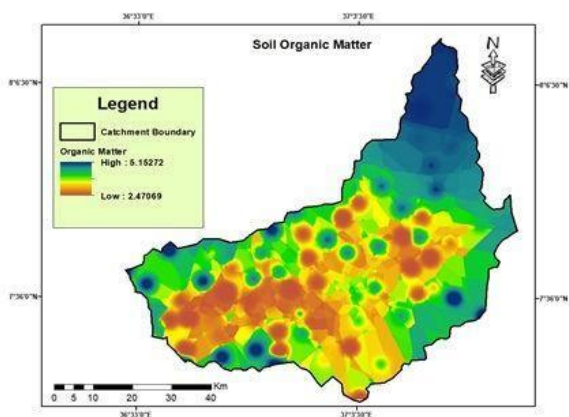 36°33'0"E 37°3'30"E
Soil Organic Matter
N
8°6'30"N 8°6'30"N
Legend
Catchment Boundary
Organic Matter
High : 5.15272
Low : 2.47069
7°36'0"N 7°36'0"N
Km
0 5 10 20 30 40
36°33'0"E 37°3'30"E